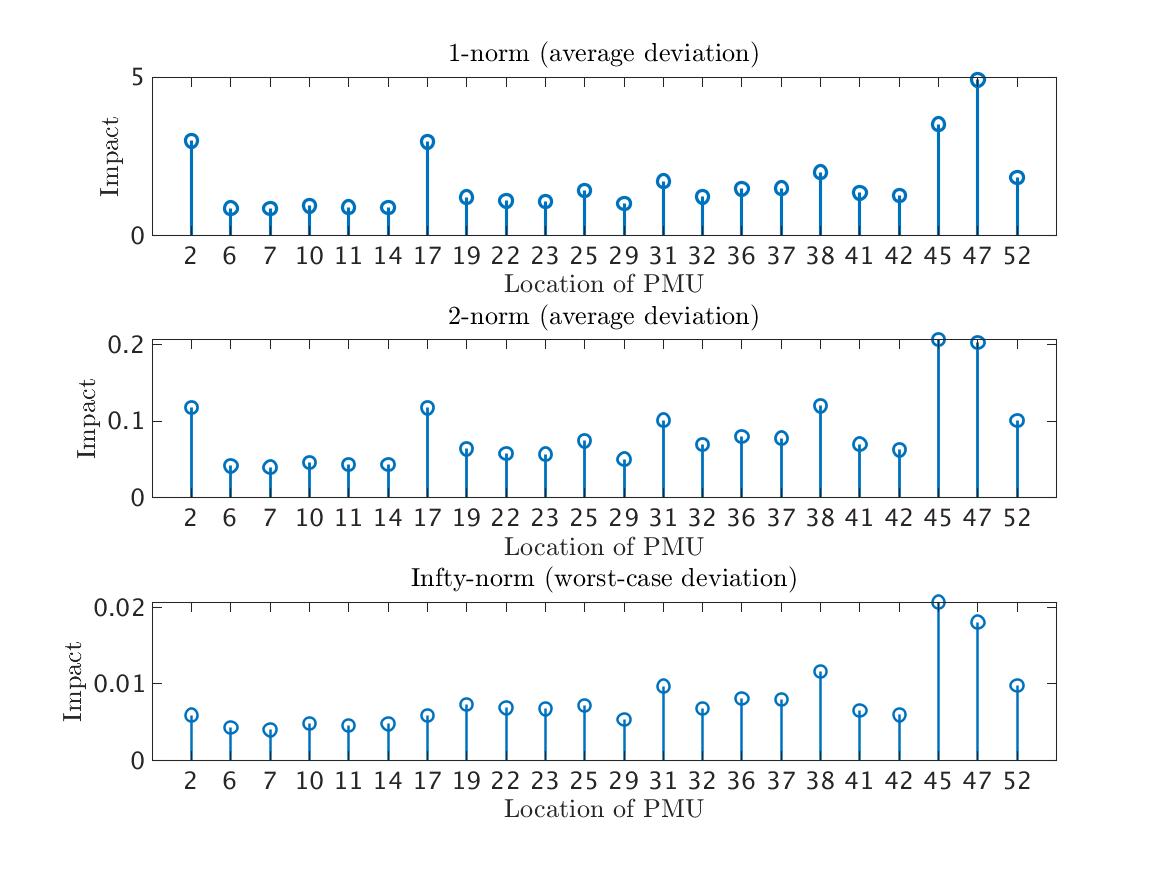 1-norm (average deviation)
5
0
Impact
2 6 7 10 11 14 17 19 22 23 25 29 31 32 36 37 38 41 42 45 47 52
Location of PMU
2-norm (average deviation)
0.2
0.1
0
Impact
2 6 7 10 11 14 17 19 22 23 25 29 31 32 36 37 38 41 42 45 47 52
Location of PMU
Infty-norm (worst-case deviation)
0.02
0.01
0
Impact
2 6 7 10 11 14 17 19 22 23 25 29 31 32 36 37 38 41 42 45 47 52
Location of PMU